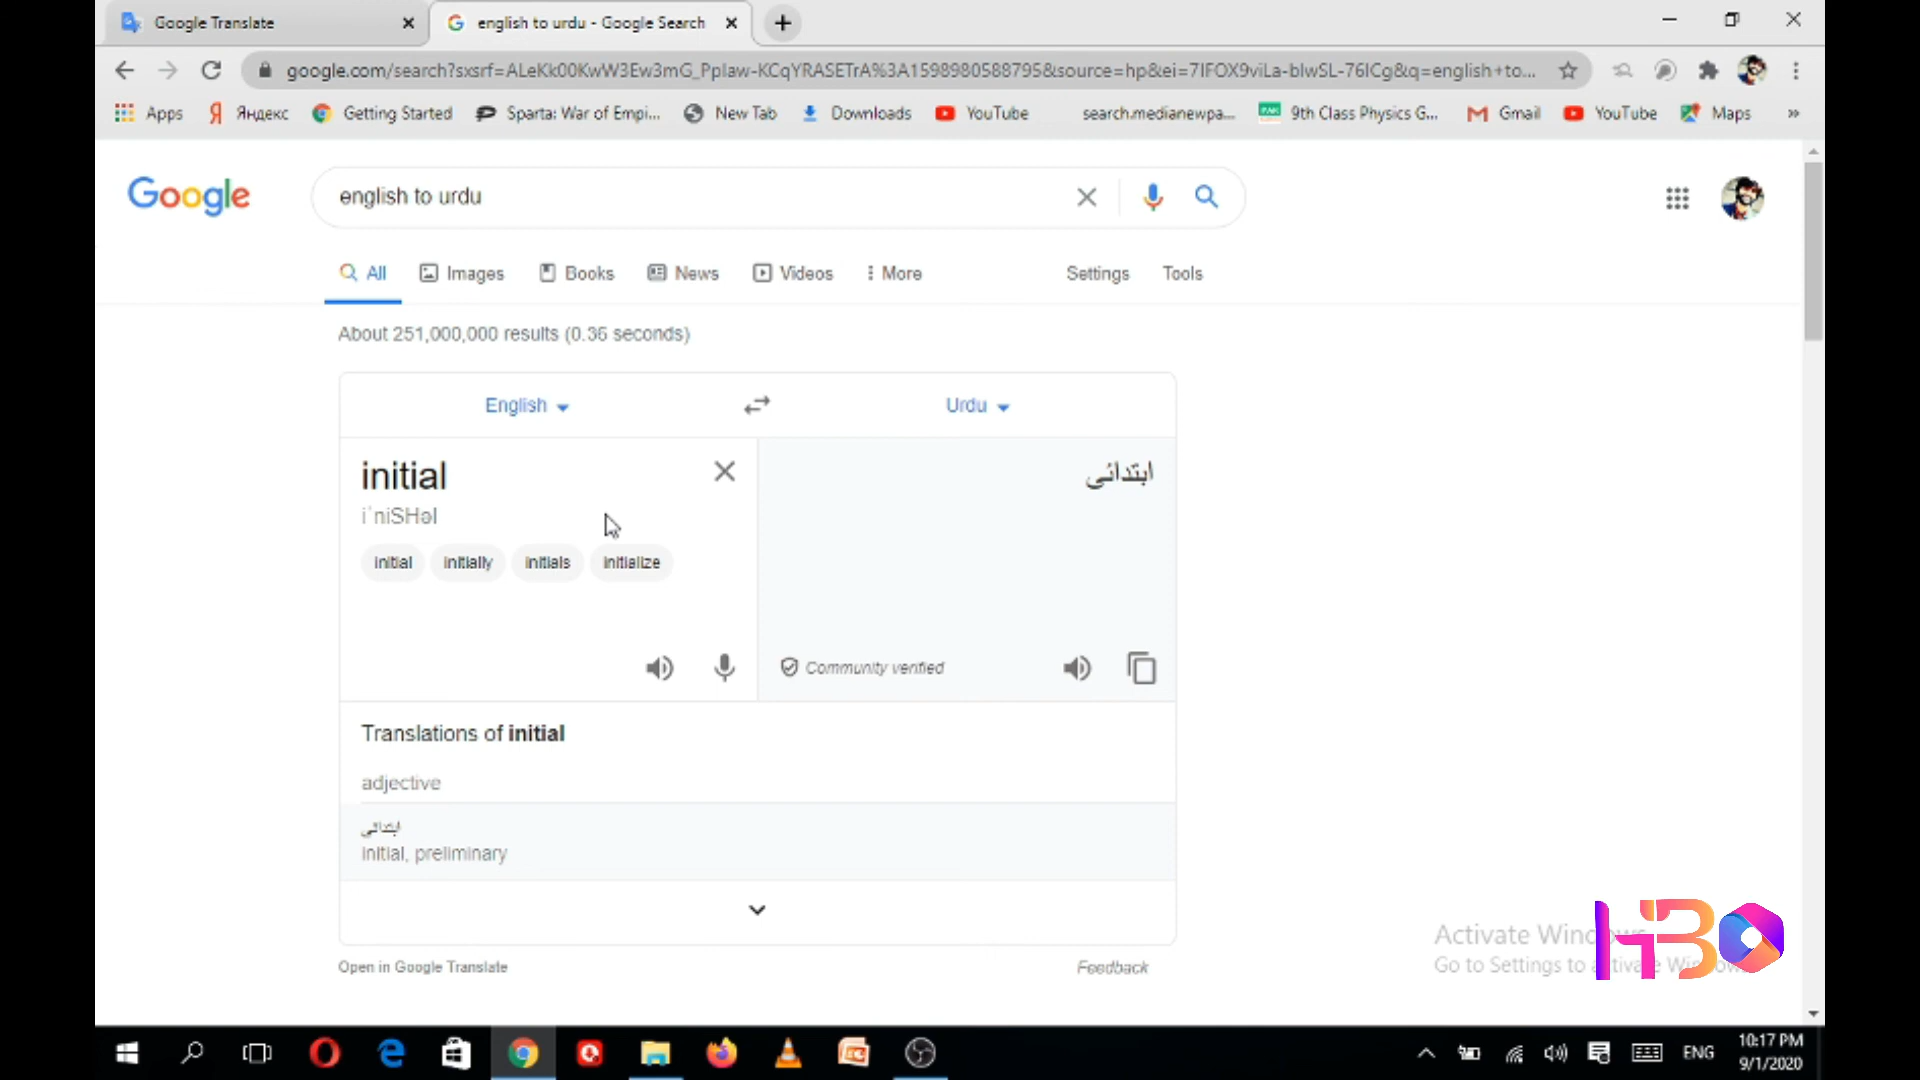 Google Translate
english to urdu - Google Search
google.com/search?sxsrf=ALeKk00KwW3Ew3mG_Pplaw-KCqYRASETrA%3A1598980588795&source=hp&ei=7IFOX9viLa-blwSL-76ICg&q=english+to...
Apps Яндекс Getting Started Sparta: War of Empi... New Tab Downloads YouTube search.medianewpa... 9th Class Physics G... Gmail YouTube Maps »
Google
english to urdu
All Images Books News Videos More Settings Tools
About 251,000,000 results (0.36 seconds)
English Urdu
initial
ابتدائی
iˈniSHəl
initial initially initials initialize
Community verified
Translations of initial
adjective
ابتدائی
initial, preliminary
Open in Google Translate Feedback
Activate Windows
Go to Settings to activate Windows
HBO
ENG
10:17 PM
9/1/2020